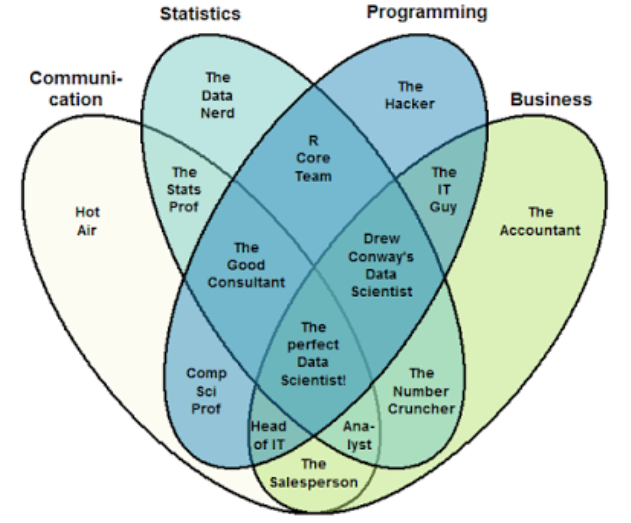 Statistics
Programming
Communi-
cation
Business
The
Data
Nerd
The
Hacker
R
Core
Team
The
Stats
Prof
The
IT
Guy
Hot
Air
The
Accountant
The
Good
Consultant
Drew
Conway's
Data
Scientist
The
perfect
Data
Scientist!
Comp
Sci
Prof
The
Number
Cruncher
Head
of IT
Ana-
lyst
The
Salesperson